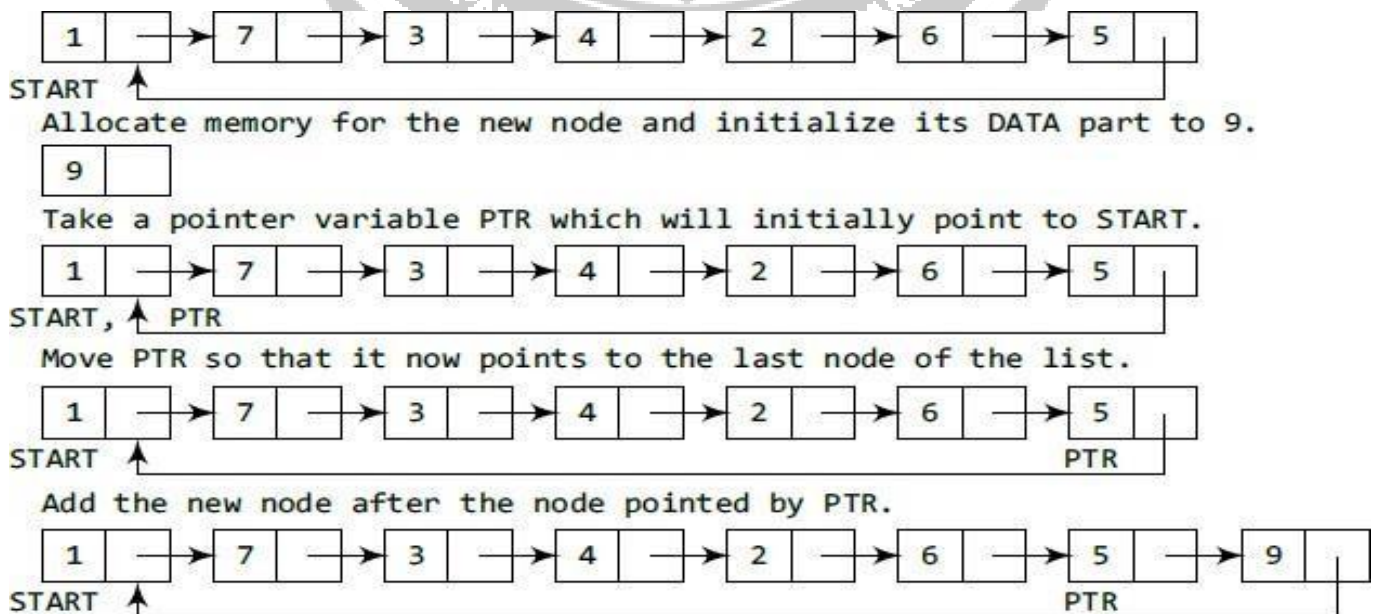 1 7 3 4 2 6 5
START
Allocate memory for the new node and initialize its DATA part to 9.
9
Take a pointer variable PTR which will initially point to START.
1 7 3 4 2 6 5
START, PTR
Move PTR so that it now points to the last node of the list.
1 7 3 4 2 6 5
START PTR
Add the new node after the node pointed by PTR.
1 7 3 4 2 6 5 9
START PTR